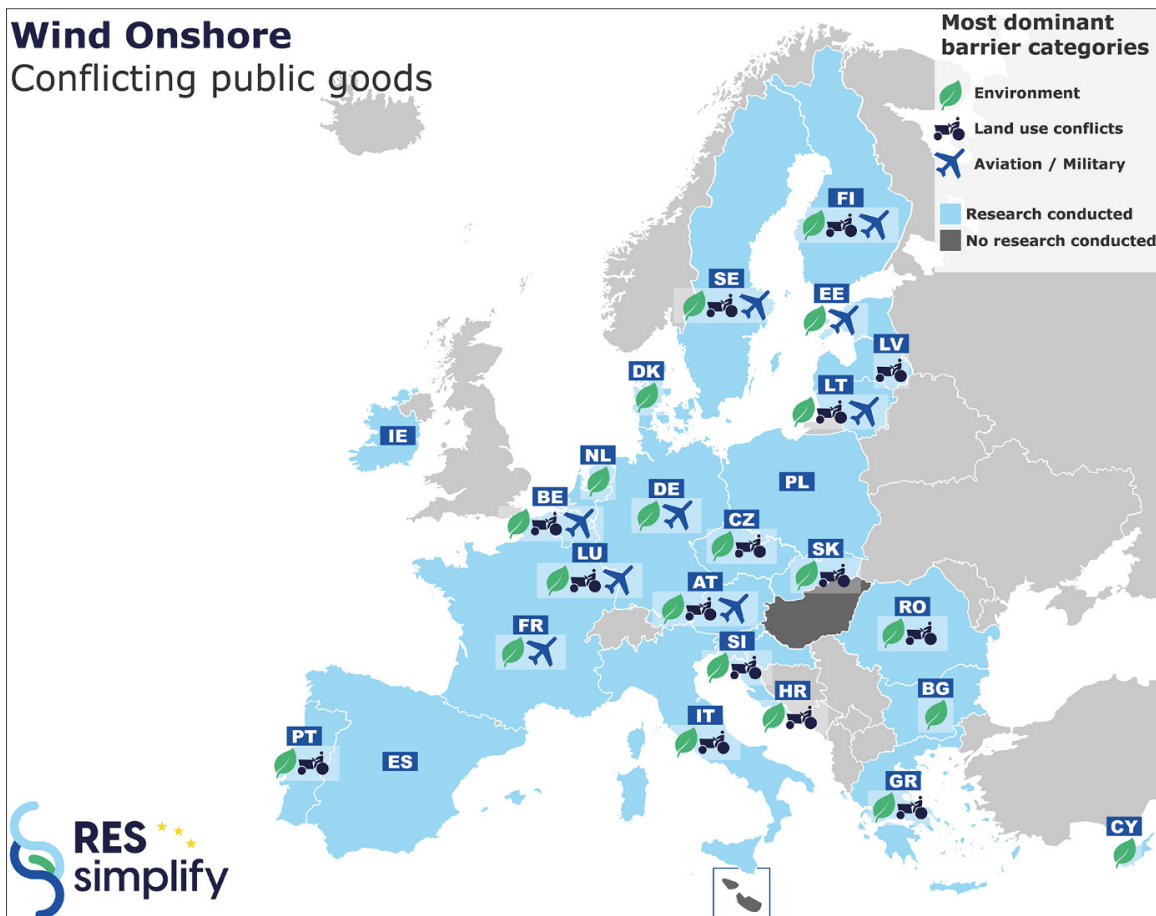 Wind Onshore
Conflicting public goods
Most dominant
barrier categories
Environment
Land use conflicts
Aviation / Military
Research conducted
No research conducted
FI
SE
EE
LV
DK
LT
IE
NL
PL
BE
DE
CZ
LU
SK
AT
RO
FR
SI
HR
BG
IT
PT
ES
GR
CY
RES
simplify